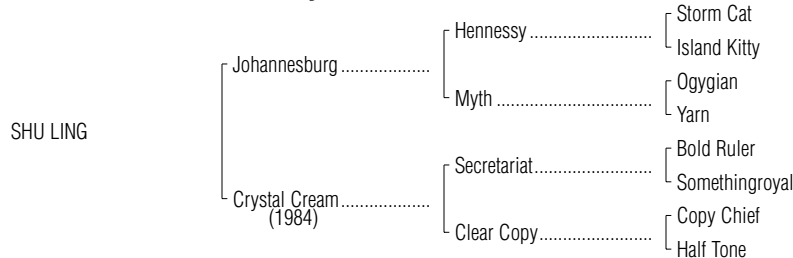 Storm Cat
Hennessy ..............................
Island Kitty
Johannesburg ....................
Ogygian
Myth ......................................
Yarn
SHU LING
Bold Ruler
Secretariat.............................
Somethingroyal
Crystal Cream....................
(1984)
Copy Chief
Clear Copy............................
Half Tone